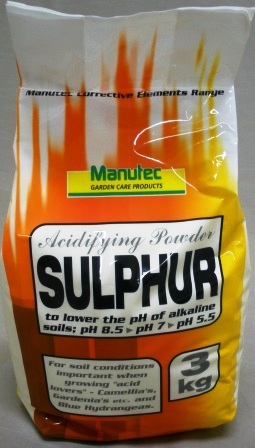 Manutec Corrective Elements Range
Manutec
GARDEN CARE PRODUCTS
Acidifying Powder
SULPHUR
to lower the pH of alkaline
soils; pH 8.5 ▸ pH 7 ▸ pH 5.5
For soil conditions
important when
growing "acid
lovers" - Camellia's,
Gardenia's etc. and
Blue Hydrangeas.
3
kg